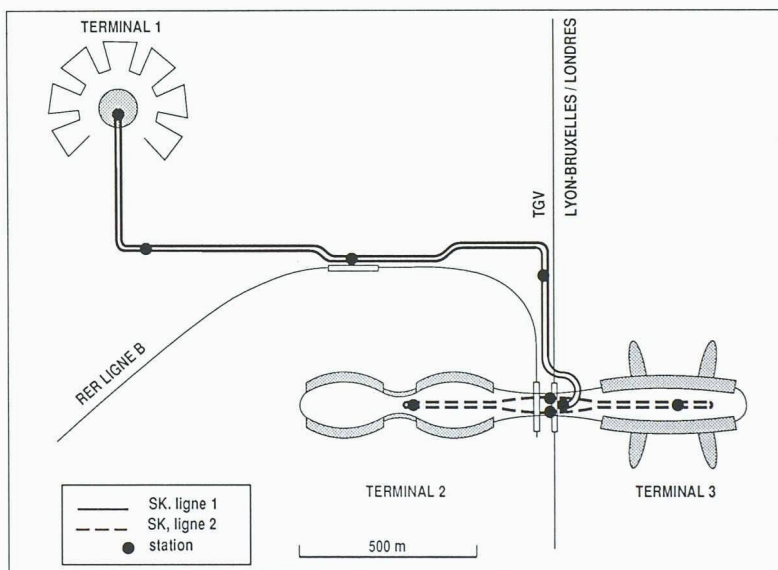 TERMINAL 1
TGV
LYON-BRUXELLES / LONDRES
RER LIGNE B
TERMINAL 2
TERMINAL 3
SK. ligne 1
SK, ligne 2
station
500 m